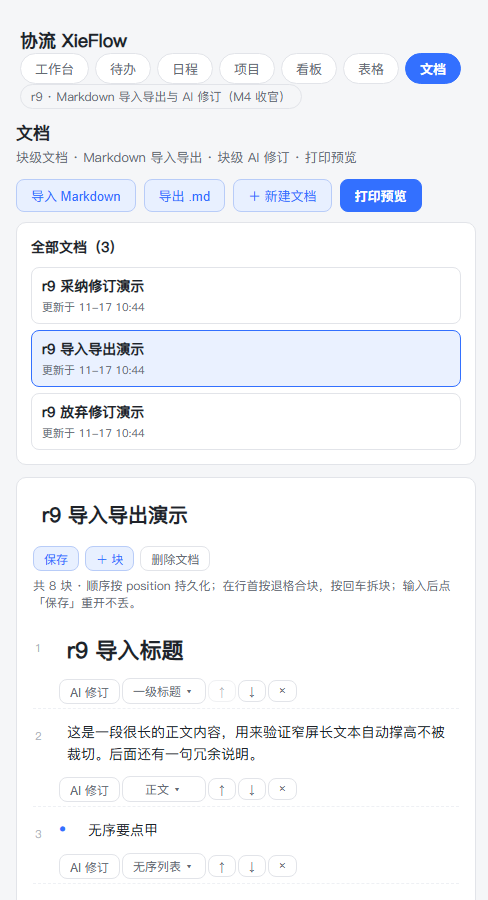 协流 XieFlow
工作台 待办 日程 项目 看板 表格 文档
r9 · Markdown 导入导出与 AI 修订（M4 收官）
文档
块级文档 · Markdown 导入导出 · 块级 AI 修订 · 打印预览
导入 Markdown 导出 .md ＋ 新建文档 打印预览
全部文档（3）
r9 采纳修订演示
更新于 11-17 10:44
r9 导入导出演示
更新于 11-17 10:44
r9 放弃修订演示
更新于 11-17 10:44
r9 导入导出演示
保存 ＋ 块 删除文档
共 8 块 · 顺序按 position 持久化；在行首按退格合块，按回车拆块；输入后点
「保存」重开不丢。
1 r9 导入标题
AI 修订 一级标题 ▾ ↑ ↓ ×
2 这是一段很长的正文内容，用来验证窄屏长文本自动撑高不被
裁切。后面还有一句冗余说明。
AI 修订 正文 ▾ ↑ ↓ ×
3 • 无序要点甲
AI 修订 无序列表 ▾ ↑ ↓ ×